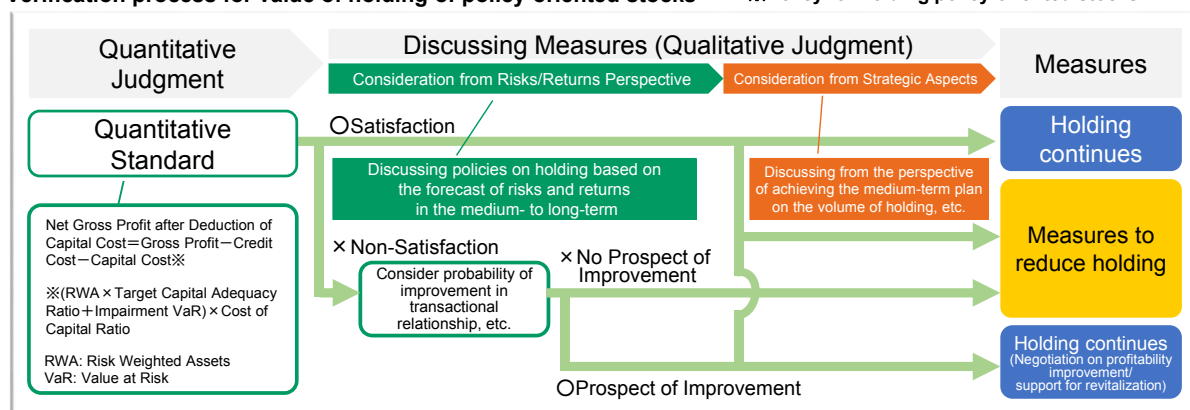 Quantitative
Judgment
Discussing Measures (Qualitative Judgment)
Measures
Consideration from Risks/Returns Perspective
Consideration from Strategic Aspects
Quantitative
Standard
○Satisfaction
Holding
continues
Discussing policies on holding based on
the forecast of risks and returns
in the medium- to long-term
Discussing from the perspective
of achieving the medium-term plan
on the volume of holding, etc.
Net Gross Profit after Deduction of
Capital Cost=Gross Profit−Credit
Cost−Capital Cost※
※(RWA×Target Capital Adequacy
Ratio+Impairment VaR)×Cost of
Capital Ratio
RWA: Risk Weighted Assets
VaR: Value at Risk
×Non-Satisfaction
Consider probability of
improvement in
transactional
relationship, etc.
×No Prospect of
Improvement
Measures to
reduce holding
○Prospect of Improvement
Holding continues
(Negotiation on profitability
improvement/
support for revitalization)